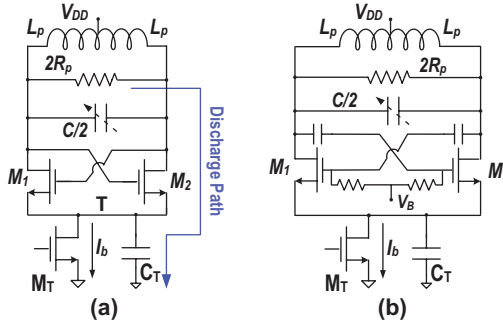 V_DD
L_p L_p
2R_p
C/2
Discharge Path
M_1 M_2
T
I_b
M_T C_T
(a)
V_DD
L_p L_p
2R_p
C/2
M_1 M
V_B
I_b
M_T C_T
(b)